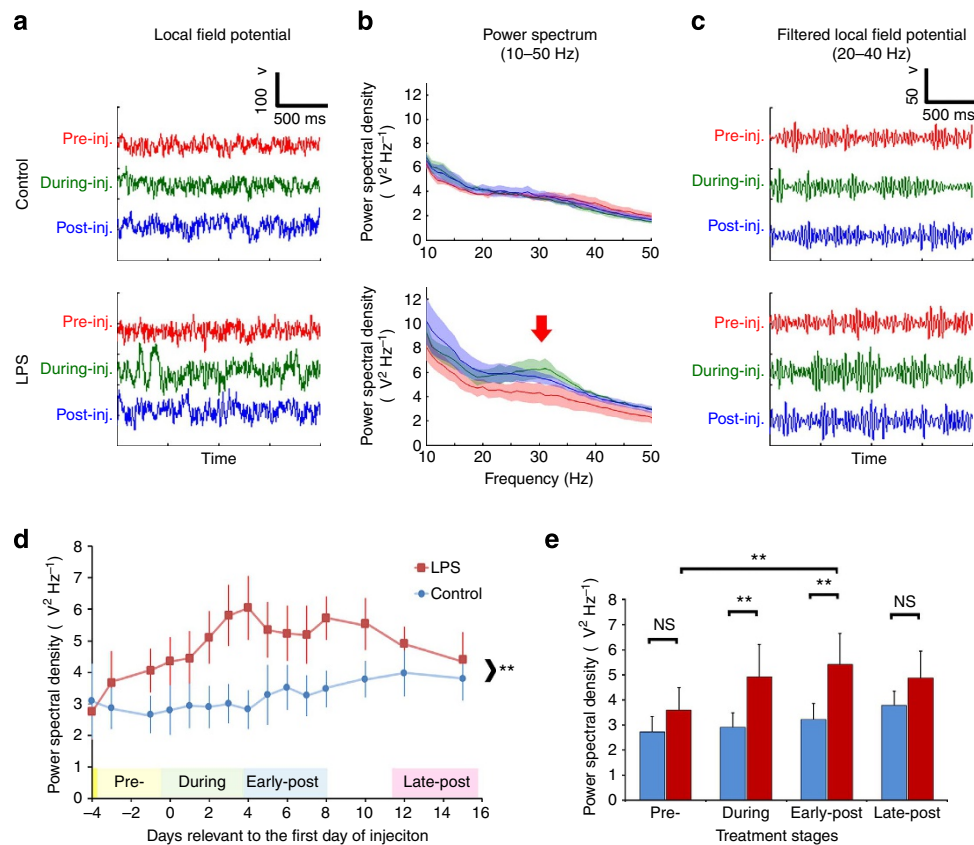 a
Local field potential
100 v
500 ms
Control
Pre-inj.
During-inj.
Post-inj.
LPS
Pre-inj.
During-inj.
Post-inj.
Time
b
Power spectrum
(10–50 Hz)
Power spectral density
( V² Hz⁻¹)
12
10
8
6
4
2
0
10 20 30 40 50
Power spectral density
( V² Hz⁻¹)
12
10
8
6
4
2
0
10 20 30 40 50
Frequency (Hz)
c
Filtered local field potential
(20–40 Hz)
50 v
500 ms
Pre-inj.
During-inj.
Post-inj.
Pre-inj.
During-inj.
Post-inj.
Time
d
Power spectral density ( V² Hz⁻¹)
8
7
6
5
4
3
2
1
0
LPS
Control
**
Pre- During Early-post Late-post
−4 −2 0 2 4 6 8 10 12 14 16
Days relevant to the first day of injeciton
e
Power spectral density ( V² Hz⁻¹)
8
7
6
5
4
3
2
1
0
**
NS ** ** NS
Pre- During Early-post Late-post
Treatment stages